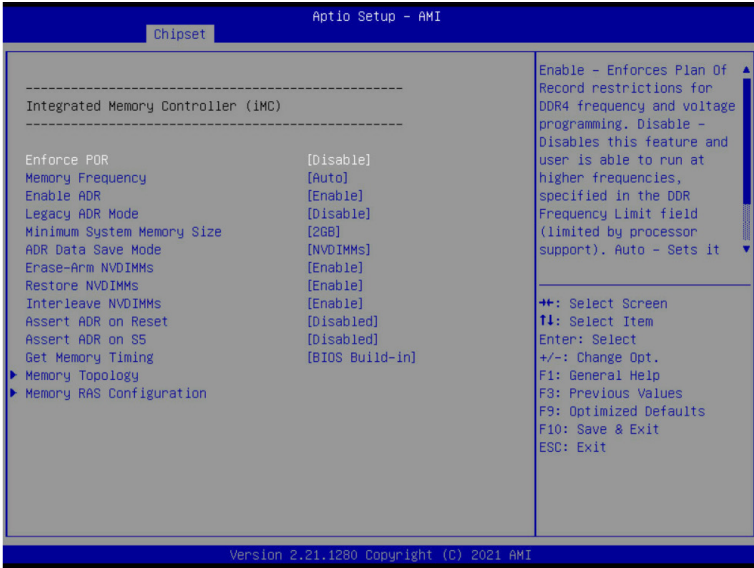 Aptio Setup – AMI
Chipset
------------------------------------------------
Integrated Memory Controller (iMC)
------------------------------------------------
Enforce POR [Disable]
Memory Frequency [Auto]
Enable ADR [Enable]
Legacy ADR Mode [Disable]
Minimum System Memory Size [2GB]
ADR Data Save Mode [NVDIMMs]
Erase-Arm NVDIMMs [Enable]
Restore NVDIMMs [Enable]
Interleave NVDIMMs [Enable]
Assert ADR on Reset [Disabled]
Assert ADR on S5 [Disabled]
Get Memory Timing [BIOS Build-in]
Memory Topology
Memory RAS Configuration
Enable – Enforces Plan Of
Record restrictions for
DDR4 frequency and voltage
programming. Disable –
Disables this feature and
user is able to run at
higher frequencies,
specified in the DDR
Frequency Limit field
(limited by processor
support). Auto – Sets it
→←: Select Screen
↑↓: Select Item
Enter: Select
+/-: Change Opt.
F1: General Help
F3: Previous Values
F9: Optimized Defaults
F10: Save & Exit
ESC: Exit
Version 2.21.1280 Copyright (C) 2021 AMI